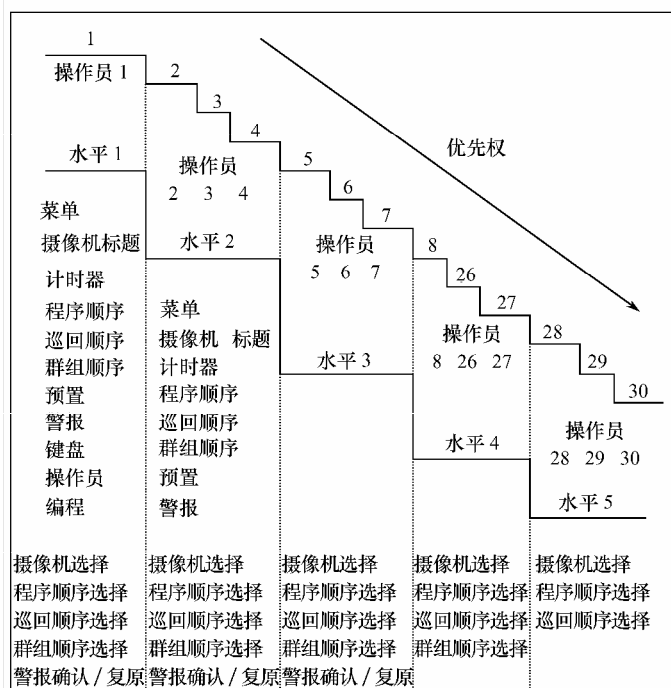 1
操作员 1
2
3
4
5
6
7
8
26
27
28
29
30
优先权
水平 1
操作员
2 3 4
水平 2
操作员
5 6 7
水平 3
操作员
8 26 27
水平 4
操作员
28 29 30
水平 5
菜单
摄像机标题
计时器
程序顺序
巡回顺序
群组顺序
预置
警报
键盘
操作员
编程
菜单
摄像机 标题
计时器
程序顺序
巡回顺序
群组顺序
预置
警报
摄像机选择
程序顺序选择
巡回顺序选择
群组顺序选择
警报确认/复原
摄像机选择
程序顺序选择
巡回顺序选择
群组顺序选择
警报确认/复原
摄像机选择
程序顺序选择
巡回顺序选择
群组顺序选择
警报确认/复原
摄像机选择
程序顺序选择
巡回顺序选择
群组顺序选择
摄像机选择
程序顺序选择
巡回顺序选择